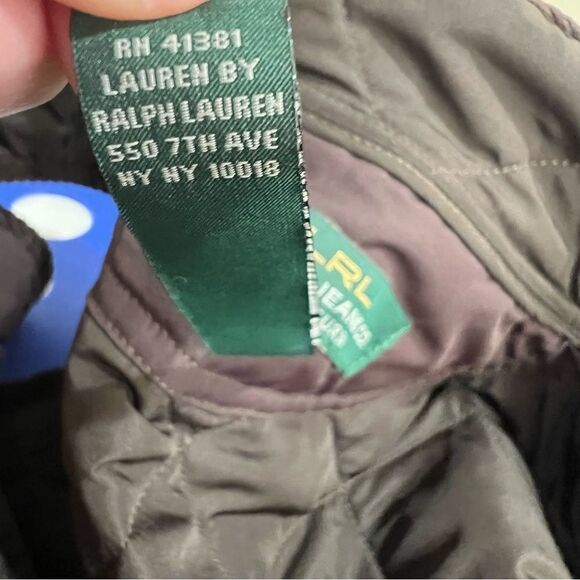 RN 41381
LAUREN BY
RALPH LAUREN
550 7TH AVE
NY NY 10018
LRL
JEANS